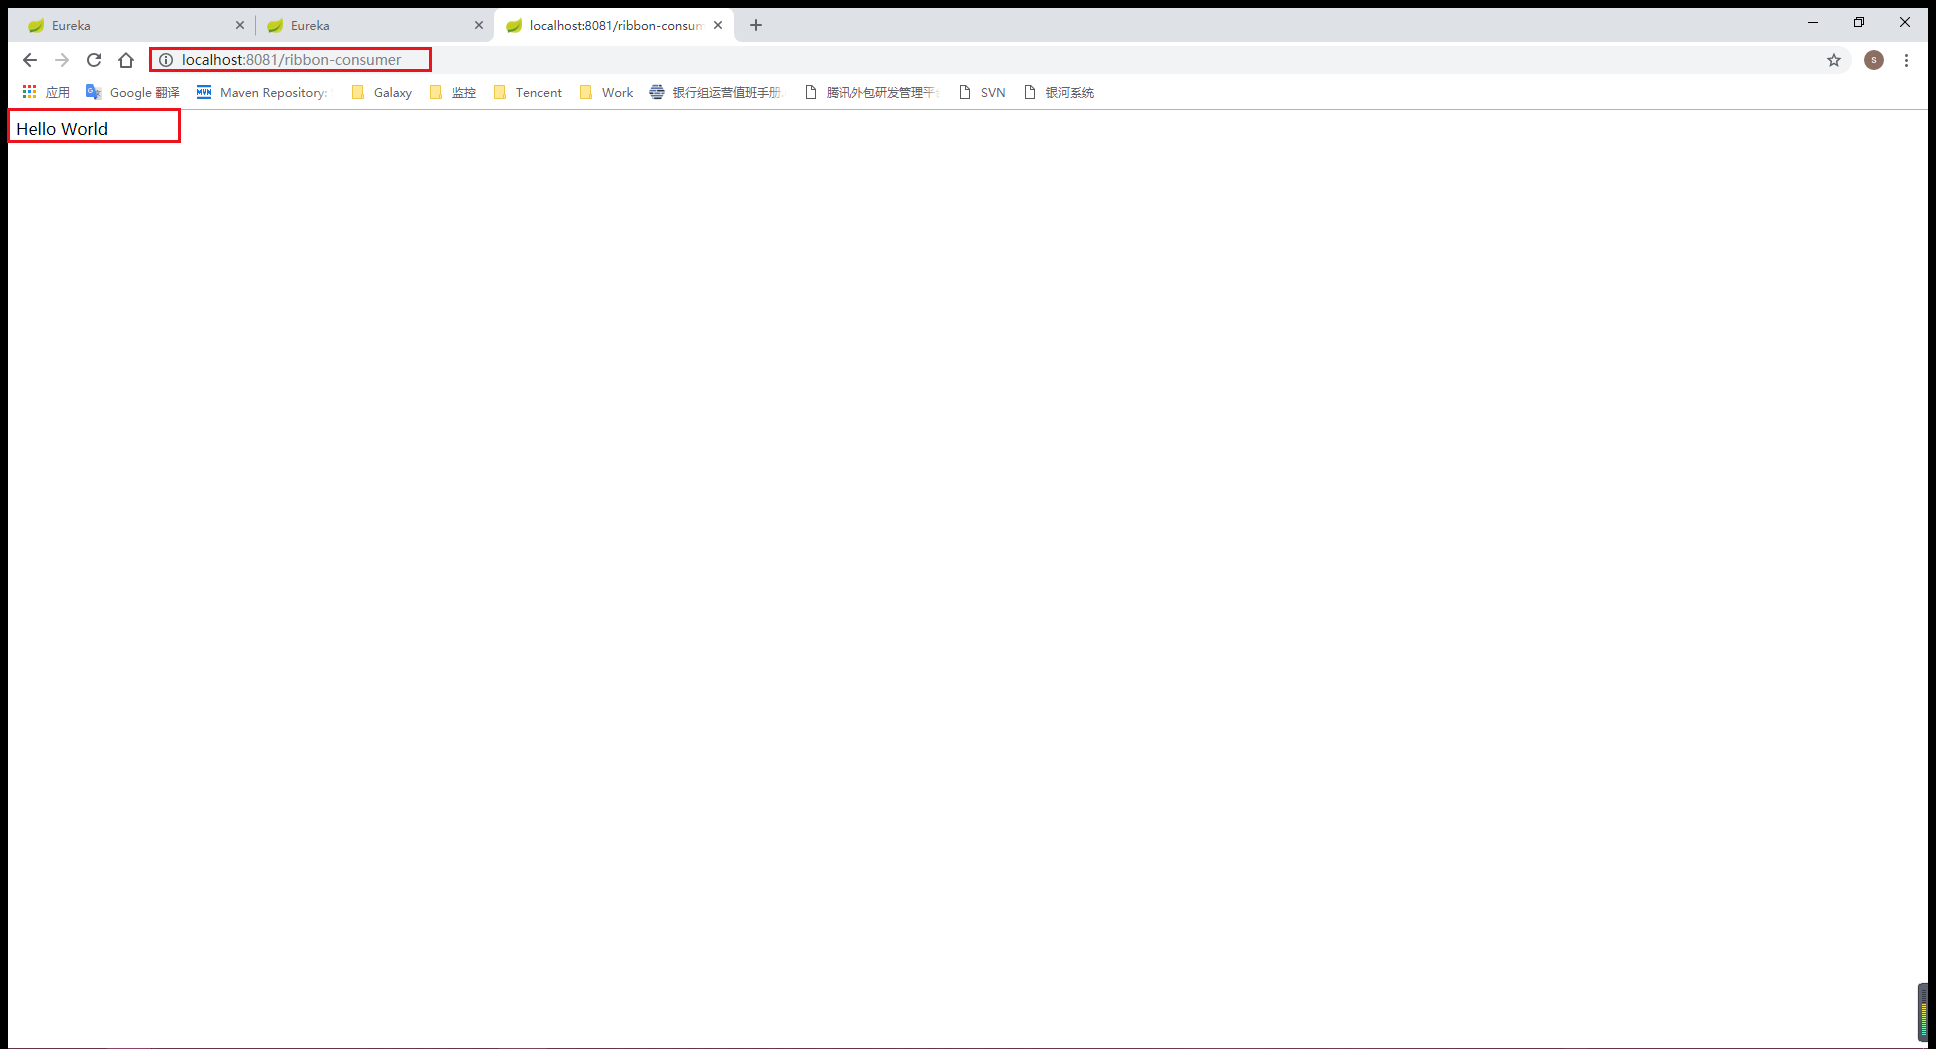 Eureka
Eureka
localhost:8081/ribbon-consum
localhost:8081/ribbon-consumer
s
应用
Google 翻译
Maven Repository:
Galaxy
监控
Tencent
Work
银行组运营值班手册
腾讯外包研发管理平
SVN
银河系统
Hello World